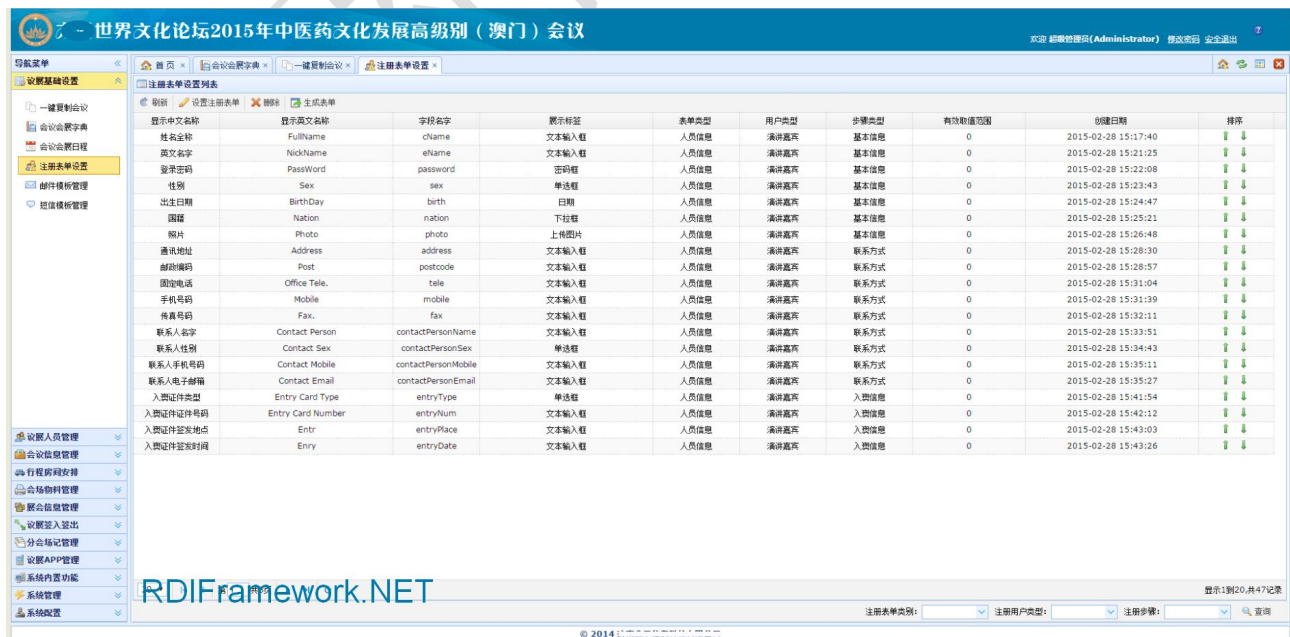 世界文化论坛2015年中医药文化发展高级别（澳门）会议
欢迎 超级管理员(Administrator) 修改密码 安全退出
导航菜单
首页 会议会展字典 一键复制会议 注册表单设置
议展基础设置
一键复制会议
会议会展字典
会议会展日程
注册表单设置
邮件模板管理
短信模板管理
注册表单设置列表
刷新 设置注册表单 删除 生成表单
显示中文名称 显示英文名称 字段名字 展示标签 表单类型 用户类型 步骤类型 有效取值范围 创建日期 排序
姓名全称 FullName cName 文本输入框 人员信息 演讲嘉宾 基本信息 0 2015-02-28 15:17:40
英文名字 NickName eName 文本输入框 人员信息 演讲嘉宾 基本信息 0 2015-02-28 15:21:25
登录密码 PassWord password 密码框 人员信息 演讲嘉宾 基本信息 0 2015-02-28 15:22:08
性别 Sex sex 单选框 人员信息 演讲嘉宾 基本信息 0 2015-02-28 15:23:43
出生日期 BirthDay birth 日期 人员信息 演讲嘉宾 基本信息 0 2015-02-28 15:24:47
国籍 Nation nation 下拉框 人员信息 演讲嘉宾 基本信息 0 2015-02-28 15:25:21
照片 Photo photo 上传图片 人员信息 演讲嘉宾 基本信息 0 2015-02-28 15:26:48
通讯地址 Address address 文本输入框 人员信息 演讲嘉宾 联系方式 0 2015-02-28 15:28:30
邮政编码 Post postcode 文本输入框 人员信息 演讲嘉宾 联系方式 0 2015-02-28 15:28:57
固定电话 Office Tele. tele 文本输入框 人员信息 演讲嘉宾 联系方式 0 2015-02-28 15:31:04
手机号码 Mobile mobile 文本输入框 人员信息 演讲嘉宾 联系方式 0 2015-02-28 15:31:39
传真号码 Fax. fax 文本输入框 人员信息 演讲嘉宾 联系方式 0 2015-02-28 15:32:11
联系人名字 Contact Person contactPersonName 文本输入框 人员信息 演讲嘉宾 联系方式 0 2015-02-28 15:33:51
联系人性别 Contact Sex contactPersonSex 单选框 人员信息 演讲嘉宾 联系方式 0 2015-02-28 15:34:43
联系人手机号码 Contact Mobile contactPersonMobile 文本输入框 人员信息 演讲嘉宾 联系方式 0 2015-02-28 15:35:11
联系人电子邮箱 Contact Email contactPersonEmail 文本输入框 人员信息 演讲嘉宾 联系方式 0 2015-02-28 15:35:27
入澳证件类型 Entry Card Type entryType 单选框 人员信息 演讲嘉宾 入澳信息 0 2015-02-28 15:41:54
入澳证件证件号码 Entry Card Number entryNum 文本输入框 人员信息 演讲嘉宾 入澳信息 0 2015-02-28 15:42:12
入澳证件签发地点 Entr entryPlace 文本输入框 人员信息 演讲嘉宾 入澳信息 0 2015-02-28 15:43:03
入澳证件签发时间 Enry entryDate 文本输入框 人员信息 演讲嘉宾 入澳信息 0 2015-02-28 15:43:26
议展人员管理
会议信息管理
行程房间安排
会场物料管理
展会信息管理
议展签入签出
分会场记管理
议展APP管理
系统内置功能
系统管理
系统配置
RDIFramework.NET
显示1到20,共47记录
注册表单类别: 注册用户类型: 注册步骤: 查询
© 2014